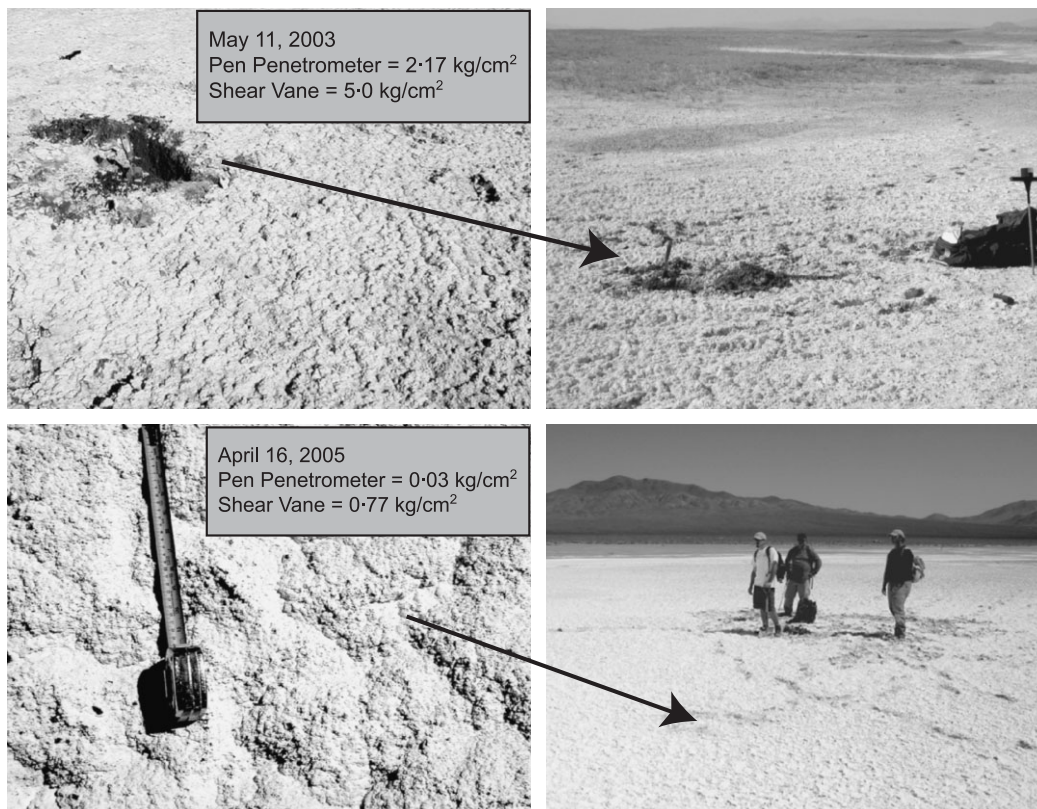 May 11, 2003
Pen Penetrometer = 2·17 kg/cm²
Shear Vane = 5·0 kg/cm²
April 16, 2005
Pen Penetrometer = 0·03 kg/cm²
Shear Vane = 0·77 kg/cm²